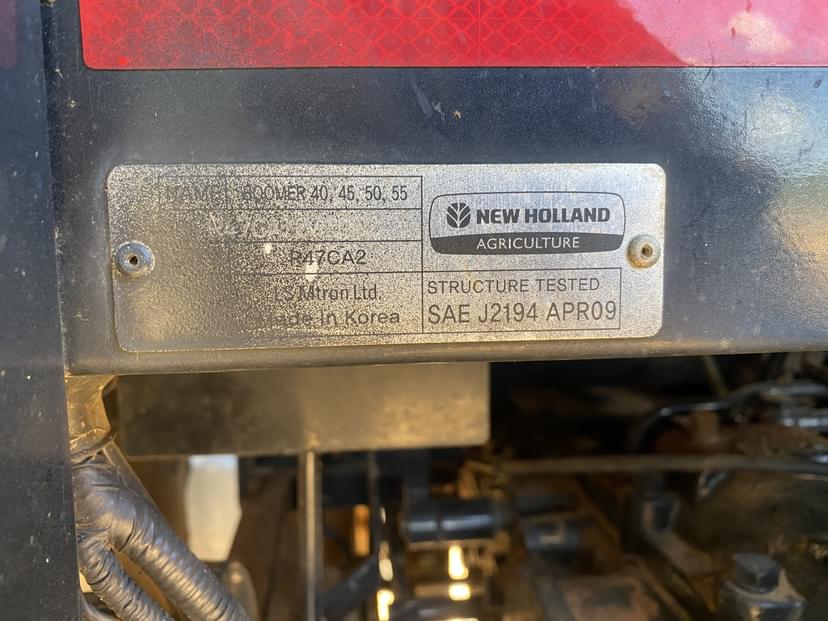 NAME BOOMER 40, 45, 50, 55
R47CA2
LS Mtron Ltd.
Made In Korea
NEW HOLLAND
AGRICULTURE
STRUCTURE TESTED
SAE J2194 APR09